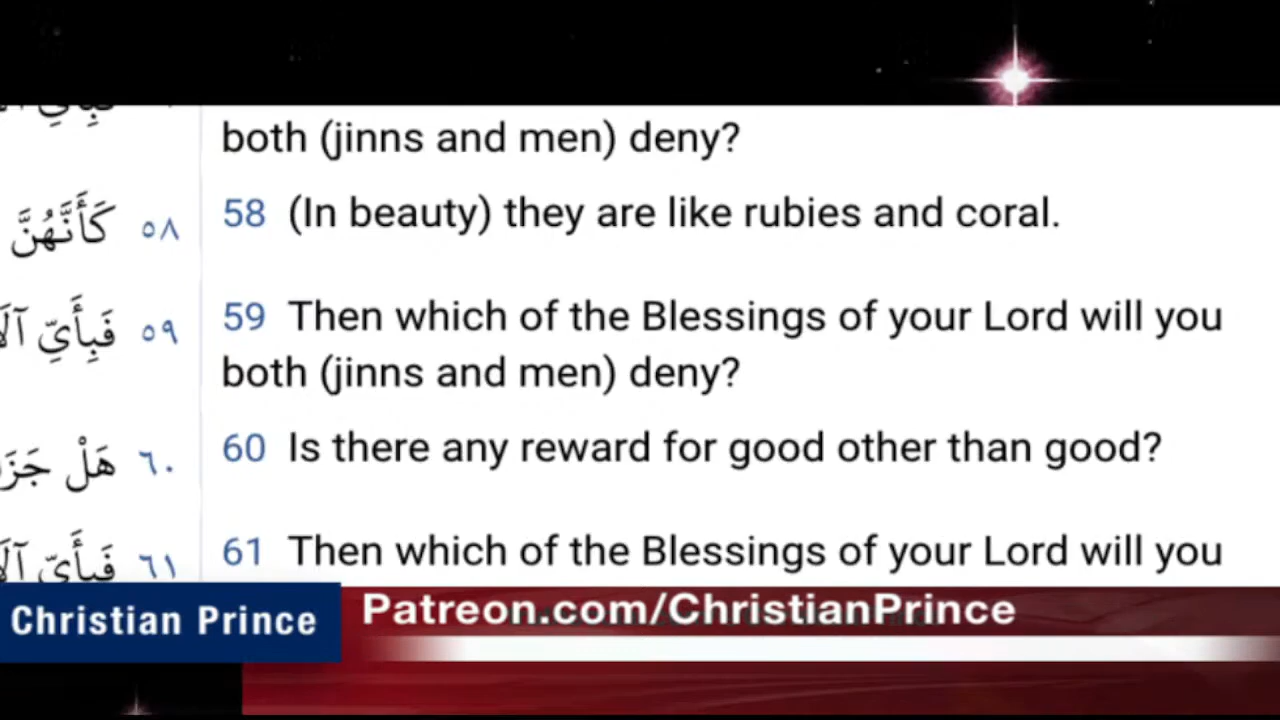 both (jinns and men) deny?
58 (In beauty) they are like rubies and coral.
كَأَنَّهُنَّ ٥٨
59 Then which of the Blessings of your Lord will you
both (jinns and men) deny?
فَبِأَيِّ ٥٩
60 Is there any reward for good other than good?
هَلْ ٦٠
61 Then which of the Blessings of your Lord will you
فَبِأَيِّ ٦١
Christian Prince
Patreon.com/ChristianPrince